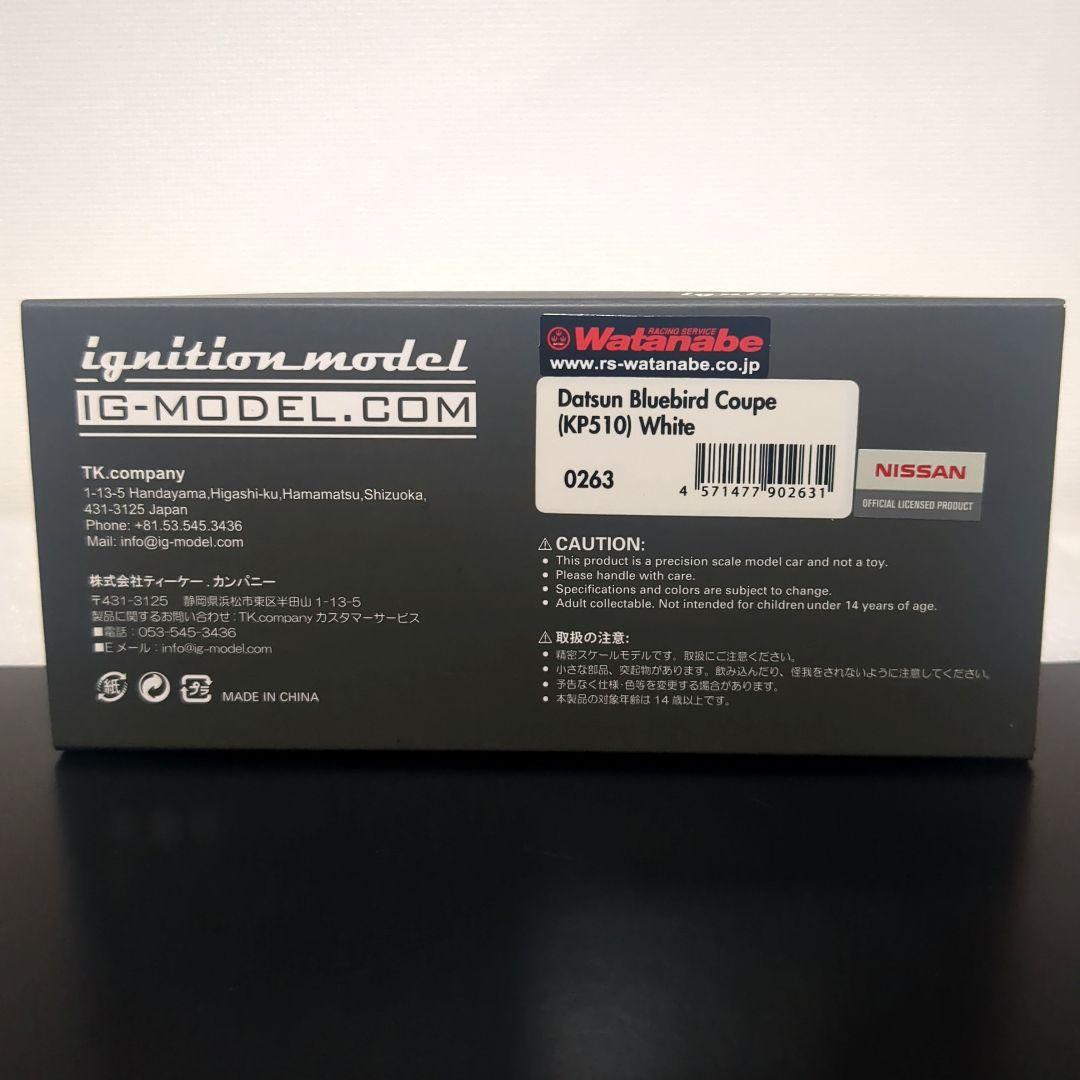 ignition model
ignition model
IG-MODEL.COM
TK.company
1-13-5 Handayama,Higashi-ku,Hamamatsu,Shizuoka,
431-3125 Japan
Phone: +81.53.545.3436
Mail: info@ig-model.com
株式会社ティーケー.カンパニー
〒431-3125 静岡県浜松市東区半田山1-13-5
製品に関するお問い合わせ:TK.companyカスタマーサービス
■電話:053-545-3436
■Eメール:info@ig-model.com
紙
プラ
MADE IN CHINA
RACING SERVICE
Watanabe
www.rs-watanabe.co.jp
Datsun Bluebird Coupe
(KP510) White
0263
4 571477 902631
NISSAN
OFFICIAL LICENSED PRODUCT
⚠ CAUTION:
• This product is a precision scale model car and not a toy.
• Please handle with care.
• Specifications and colors are subject to change.
• Adult collectable. Not intended for children under 14 years of age.
⚠ 取扱の注意:
• 精密スケールモデルです。取扱にご注意ください。
• 小さな部品、突起物があります。飲み込んだり、怪我をされないように注意してください。
• 予告なく仕様・色等を変更する場合があります。
• 本製品の対象年齢は14歳以上です。